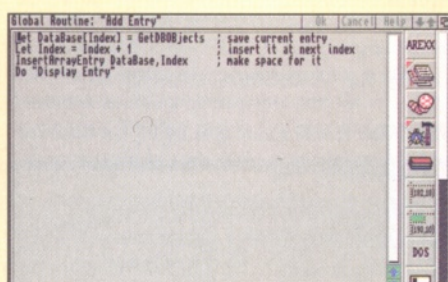 Global Routine: "Add Entry"
Ok Cancel Help
Let DataBase[Index] = GetDBOBjects ; save current entry
Let Index = Index + 1 ; insert it at next index
InsertArrayEntry DataBase,Index ; make space for it
Do "Display Entry"
AREXX
DOS